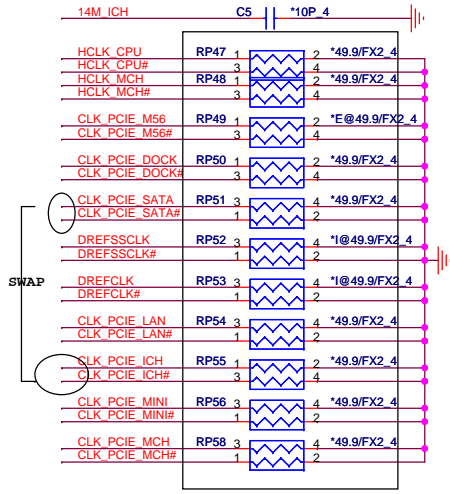 14M_ICH C5 *10P_4
HCLK_CPU RP47 1 2 *49.9/FX2_4
HCLK_CPU# 3 4
HCLK_MCH RP48 1 2 *49.9/FX2_4
HCLK_MCH# 3 4
CLK_PCIE_M56 RP49 1 2 *E@49.9/FX2_4
CLK_PCIE_M56# 3 4
CLK_PCIE_DOCK RP50 1 2 *49.9/FX2_4
CLK_PCIE_DOCK# 3 4
CLK_PCIE_SATA RP51 3 4 *49.9/FX2_4
CLK_PCIE_SATA# 1 2
DREFSSCLK RP52 3 4 *I@49.9/FX2_4
DREFSSCLK# 1 2
SWAP
DREFCLK RP53 3 4 *I@49.9/FX2_4
DREFCLK# 1 2
CLK_PCIE_LAN RP54 3 4 *49.9/FX2_4
CLK_PCIE_LAN# 1 2
CLK_PCIE_ICH RP55 1 2 *49.9/FX2_4
CLK_PCIE_ICH# 3 4
CLK_PCIE_MINI RP56 3 4 *49.9/FX2_4
CLK_PCIE_MINI# 1 2
CLK_PCIE_MCH RP58 3 4 *49.9/FX2_4
CLK_PCIE_MCH# 1 2